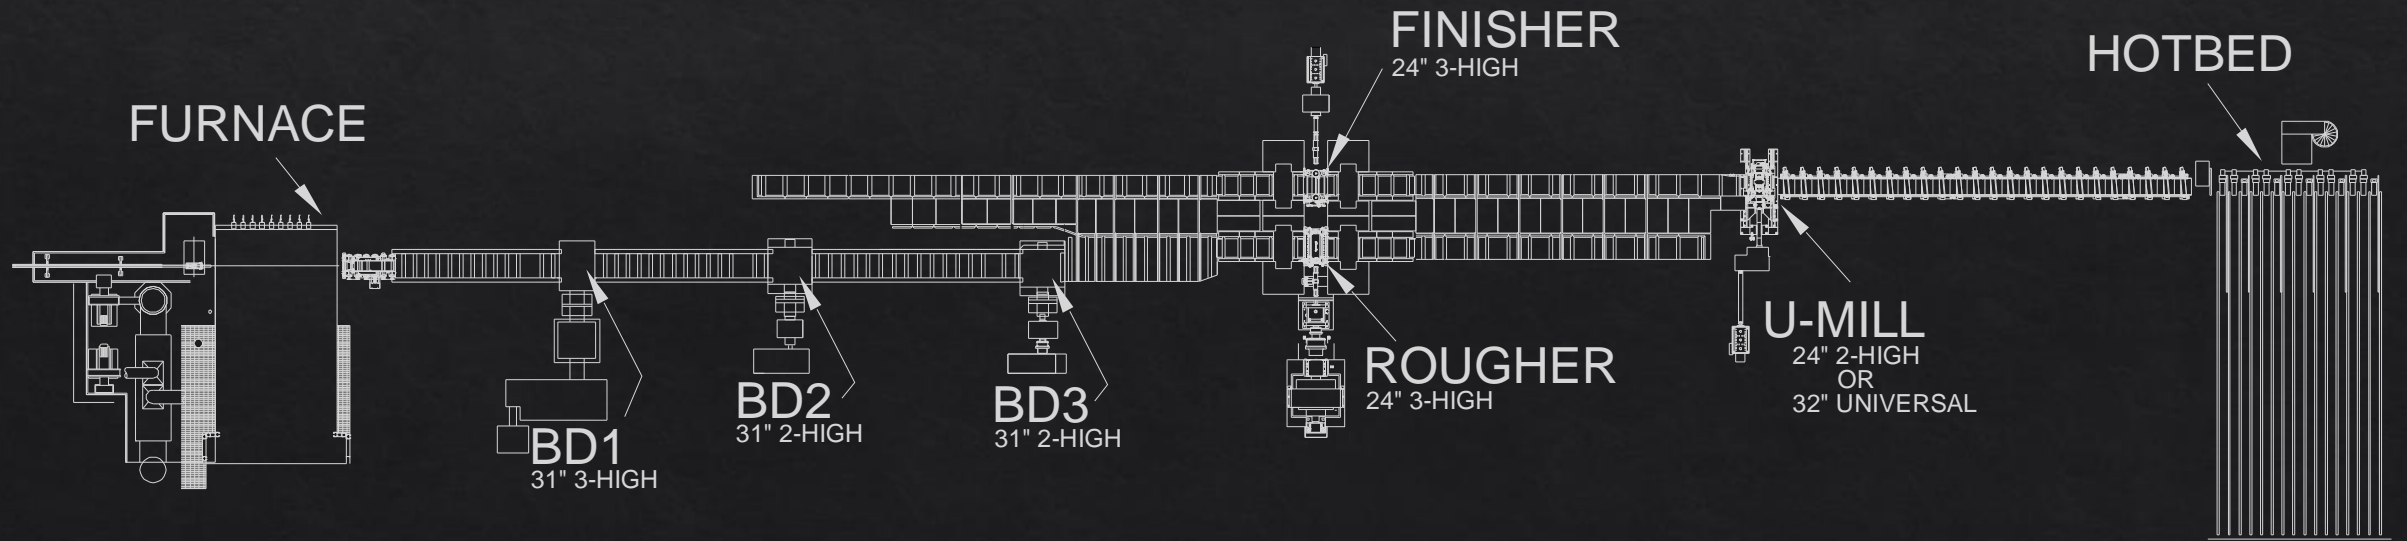 FURNACE
BD1
31" 3-HIGH
BD2
31" 2-HIGH
BD3
31" 2-HIGH
FINISHER
24" 3-HIGH
ROUGHER
24" 3-HIGH
U-MILL
24" 2-HIGH
OR
32" UNIVERSAL
HOTBED